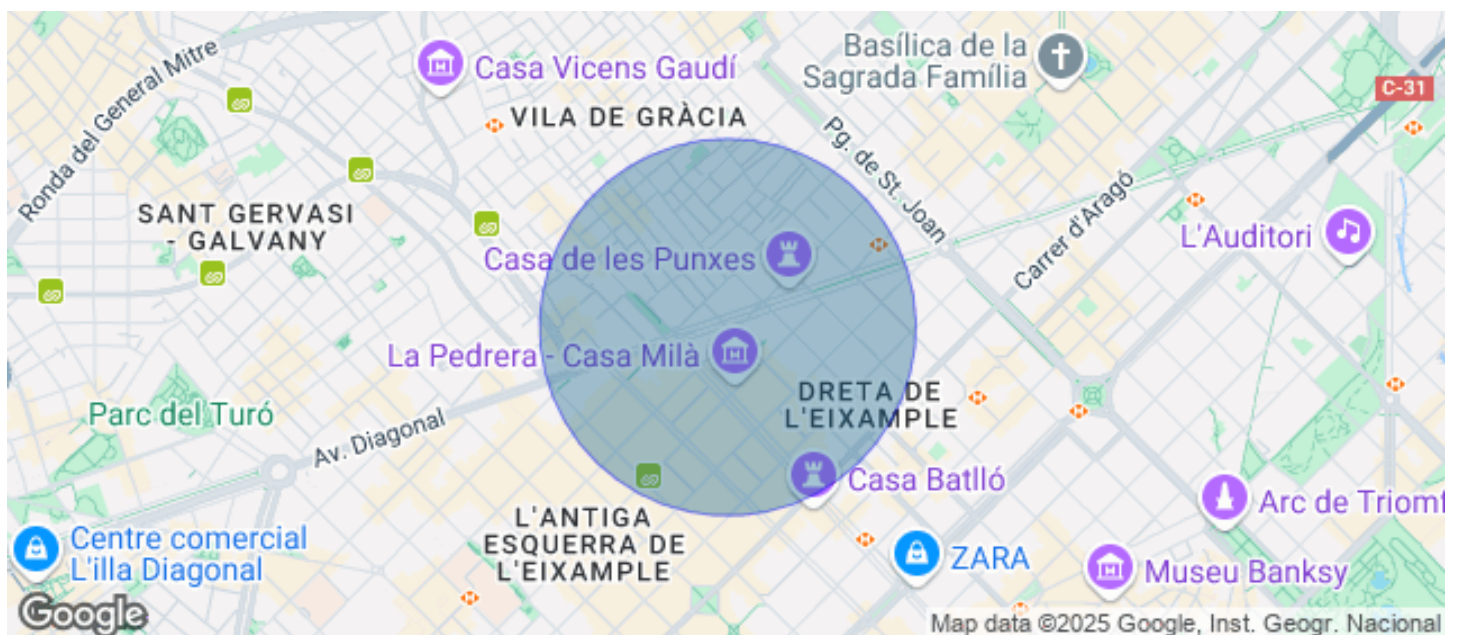 Ronda del General Mitre
Casa Vicens Gaudí
Basílica de la
Sagrada Família
C-31
VILA DE GRÀCIA
Pg. de St. Joan
SANT GERVASI
- GALVANY
Carrer d'Aragó
L'Auditori
Casa de les Punxes
La Pedrera - Casa Milà
DRETA DE
L'EIXAMPLE
Parc del Turó
Av. Diagonal
Casa Batlló
Arc de Triomf
L'ANTIGA
ESQUERRA DE
L'EIXAMPLE
Centre comercial
L'illa Diagonal
ZARA
Museu Banksy
Google
Map data ©2025 Google, Inst. Geogr. Nacional